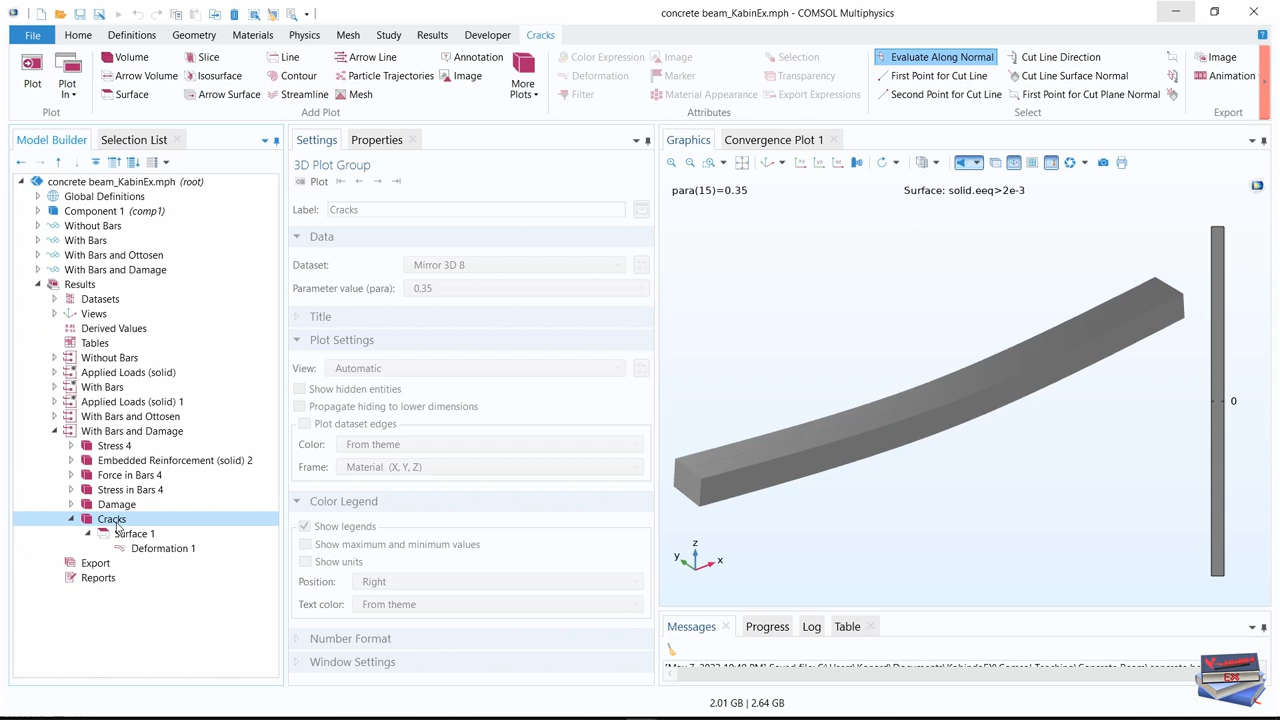 concrete beam_KabinEx.mph - COMSOL Multiphysics
File Home Definitions Geometry Materials Physics Mesh Study Results Developer Cracks
Volume Slice Line Arrow Line Annotation
Arrow Volume Isosurface Contour Particle Trajectories Image
Surface Arrow Surface Streamline Mesh
Plot
Plot In
More Plots
Color Expression Image Selection
Deformation Marker Transparency
Filter Material Appearance Export Expressions
Evaluate Along Normal Cut Line Direction
First Point for Cut Line Cut Line Surface Normal
Second Point for Cut Line First Point for Cut Plane Normal
Image
Animation
Plot Add Plot Attributes Select Export
Model Builder Selection List
concrete beam_KabinEx.mph (root)
Global Definitions
Component 1 (comp1)
Without Bars
With Bars
With Bars and Ottosen
With Bars and Damage
Results
Datasets
Views
Derived Values
Tables
Without Bars
Applied Loads (solid)
With Bars
Applied Loads (solid) 1
With Bars and Ottosen
With Bars and Damage
Stress 4
Embedded Reinforcement (solid) 2
Force in Bars 4
Stress in Bars 4
Damage
Cracks
Surface 1
Deformation 1
Export
Reports
Settings Properties
3D Plot Group
Plot
Label: Cracks
Data
Dataset: Mirror 3D 8
Parameter value (para): 0.35
Title
Plot Settings
View: Automatic
Show hidden entities
Propagate hiding to lower dimensions
Plot dataset edges
Color: From theme
Frame: Material (X, Y, Z)
Color Legend
Show legends
Show maximum and minimum values
Show units
Position: Right
Text color: From theme
Number Format
Window Settings
Graphics Convergence Plot 1
para(15)=0.35 Surface: solid.eeq>2e-3
0
z
y
x
Messages Progress Log Table
2.01 GB | 2.64 GB